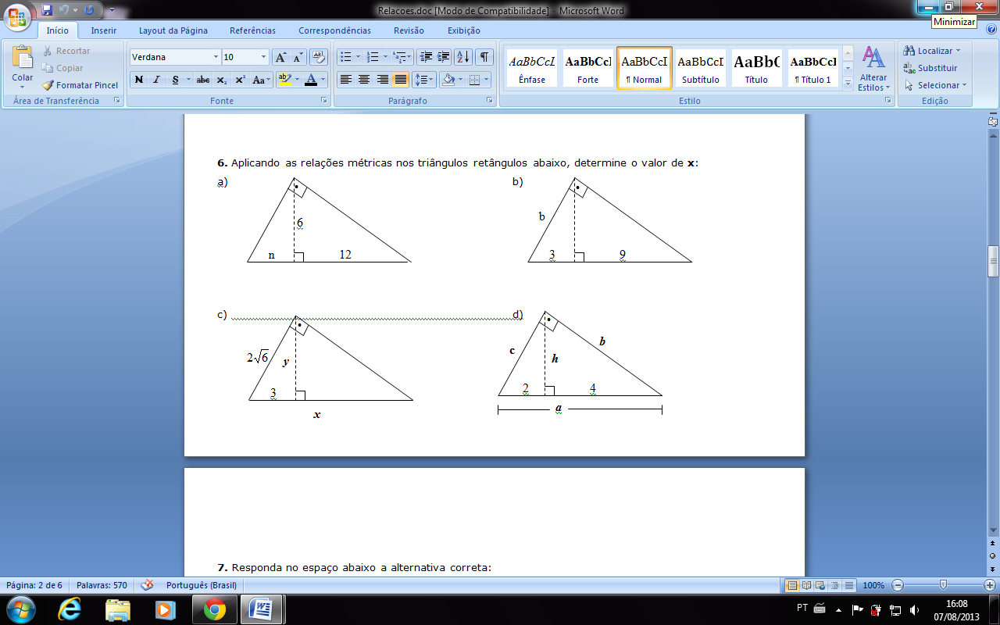 Relacoes.doc [Modo de Compatibilidade] - Microsoft Word
Minimizar
Início Inserir Layout da Página Referências Correspondências Revisão Exibição
Colar
Recortar
Copiar
Formatar Pincel
Área de Transferência
Verdana 10
N I S abc x₂ x² Aa
Fonte
Parágrafo
AaBbCcI AaBbCcI AaBbCcI AaBbCcI AaBbC AaBbCcI
Ênfase Forte ¶ Normal Subtítulo Título ¶ Título 1
Alterar
Estilos
Estilo
Localizar
Substituir
Selecionar
Edição
6. Aplicando as relações métricas nos triângulos retângulos abaixo, determine o valor de x:
a)
6
n 12
b)
b
3 9
c)
2√6 y
3
x
d)
c h b
2 4
a
7. Responda no espaço abaixo a alternativa correta:
Página: 2 de 6 Palavras: 570 Português (Brasil) 100%
PT 16:08
07/08/2013